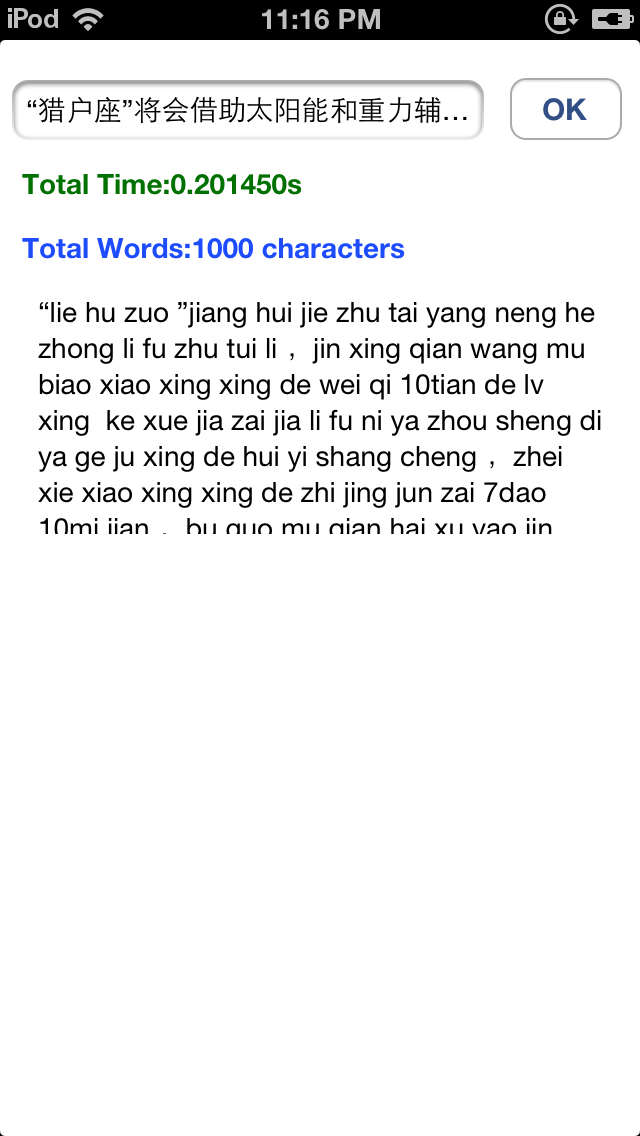 iPod 11:16 PM
“猎户座”将会借助太阳能和重力辅... OK
Total Time:0.201450s
Total Words:1000 characters
“lie hu zuo ”jiang hui jie zhu tai yang neng he
zhong li fu zhu tui li ，jin xing qian wang mu
biao xiao xing xing de wei qi 10tian de lv
xing  ke xue jia zai jia li fu ni ya zhou sheng di
ya ge ju xing de hui yi shang cheng ，zhei
xie xiao xing xing de zhi jing jun zai 7dao
10mi jian ，bu guo mu qian hai xu yao jin